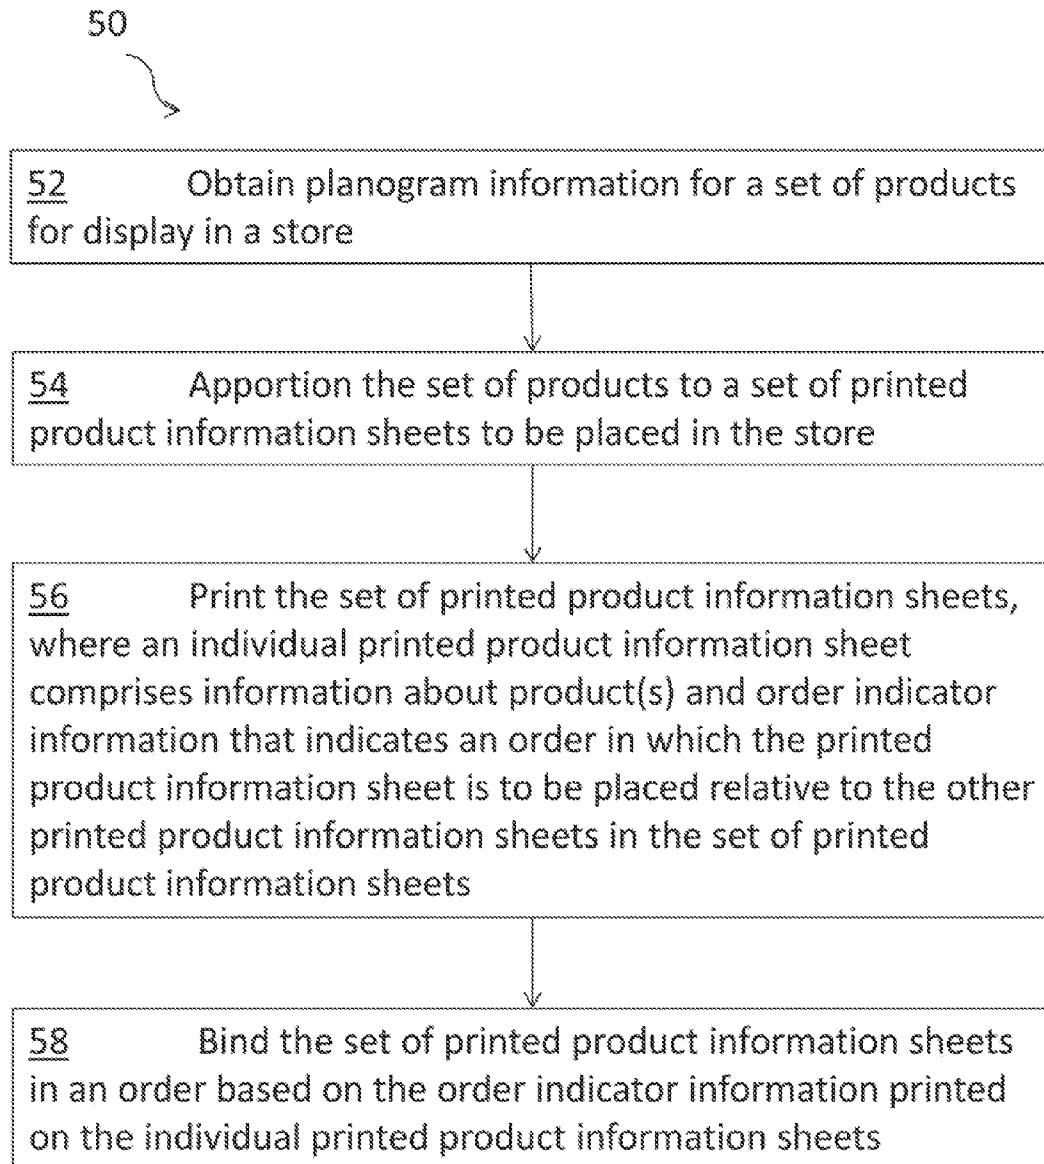 50
52 Obtain planogram information for a set of products
for display in a store
54 Apportion the set of products to a set of printed
product information sheets to be placed in the store
56 Print the set of printed product information sheets,
where an individual printed product information sheet
comprises information about product(s) and order indicator
information that indicates an order in which the printed
product information sheet is to be placed relative to the other
printed product information sheets in the set of printed
product information sheets
58 Bind the set of printed product information sheets
in an order based on the order indicator information printed
on the individual printed product information sheets